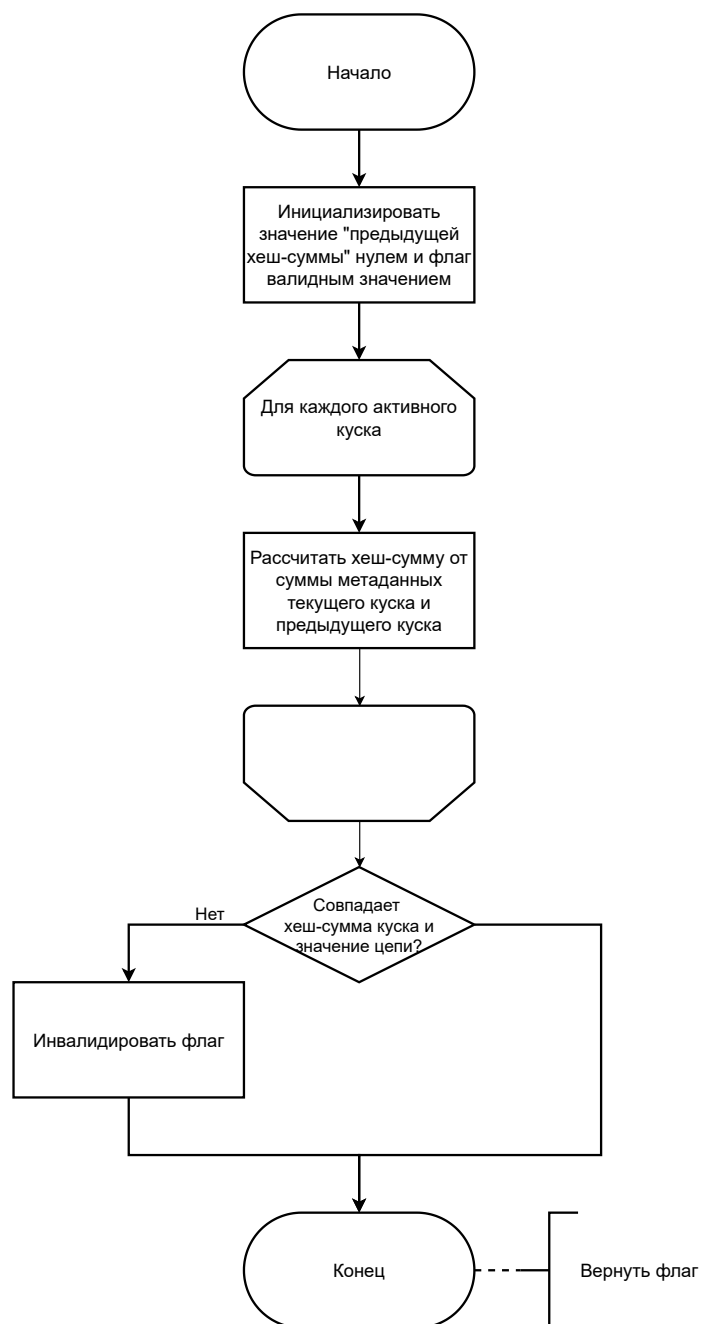 Начало
Инициализировать
значение "предыдущей
хеш-суммы" нулем и флаг
валидным значением
Для каждого активного
куска
Рассчитать хеш-сумму от
суммы метаданных
текущего куска и
предыдущего куска
Совпадает
хеш-сумма куска и
значение цепи?
Нет
Инвалидировать флаг
Конец
Вернуть флаг